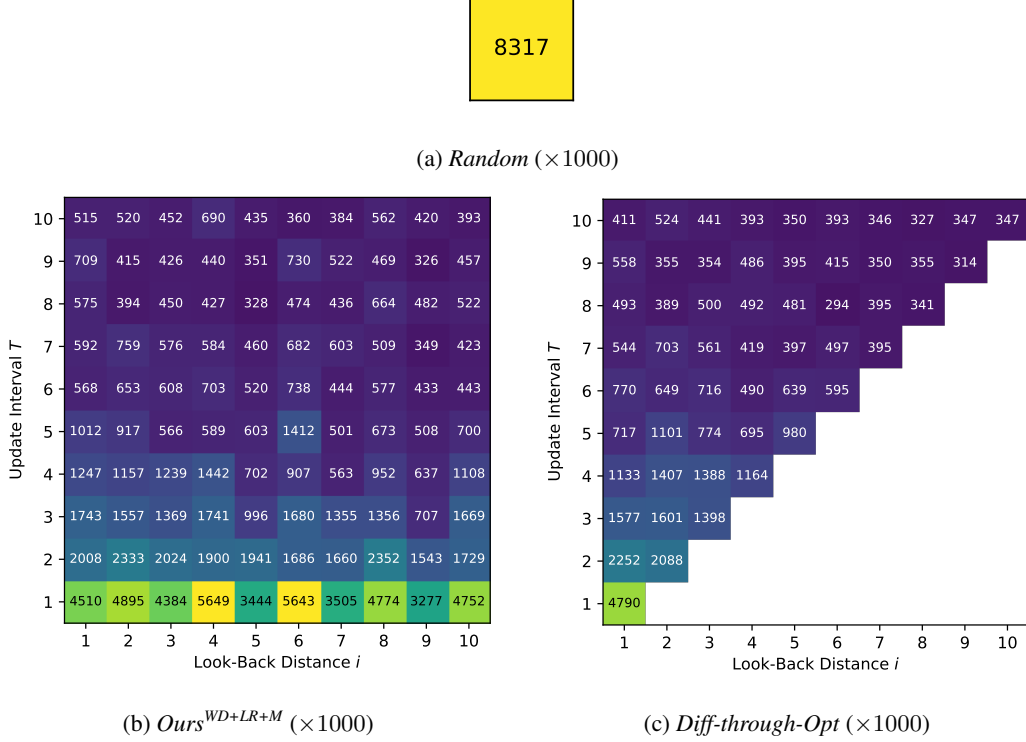 8317
(a) Random (×1000)
Update Interval T
10 515 520 452 690 435 360 384 562 420 393
9 709 415 426 440 351 730 522 469 326 457
8 575 394 450 427 328 474 436 664 482 522
7 592 759 576 584 460 682 603 509 349 423
6 568 653 608 703 520 738 444 577 433 443
5 1012 917 566 589 603 1412 501 673 508 700
4 1247 1157 1239 1442 702 907 563 952 637 1108
3 1743 1557 1369 1741 996 1680 1355 1356 707 1669
2 2008 2333 2024 1900 1941 1686 1660 2352 1543 1729
1 4510 4895 4384 5649 3444 5643 3505 4774 3277 4752
1 2 3 4 5 6 7 8 9 10
Look-Back Distance i
(b) Ours^WD+LR+M (×1000)
Update Interval T
10 411 524 441 393 350 393 346 327 347 347
9 558 355 354 486 395 415 350 355 314
8 493 389 500 492 481 294 395 341
7 544 703 561 419 397 497 395
6 770 649 716 490 639 595
5 717 1101 774 695 980
4 1133 1407 1388 1164
3 1577 1601 1398
2 2252 2088
1 4790
1 2 3 4 5 6 7 8 9 10
Look-Back Distance i
(c) Diff-through-Opt (×1000)